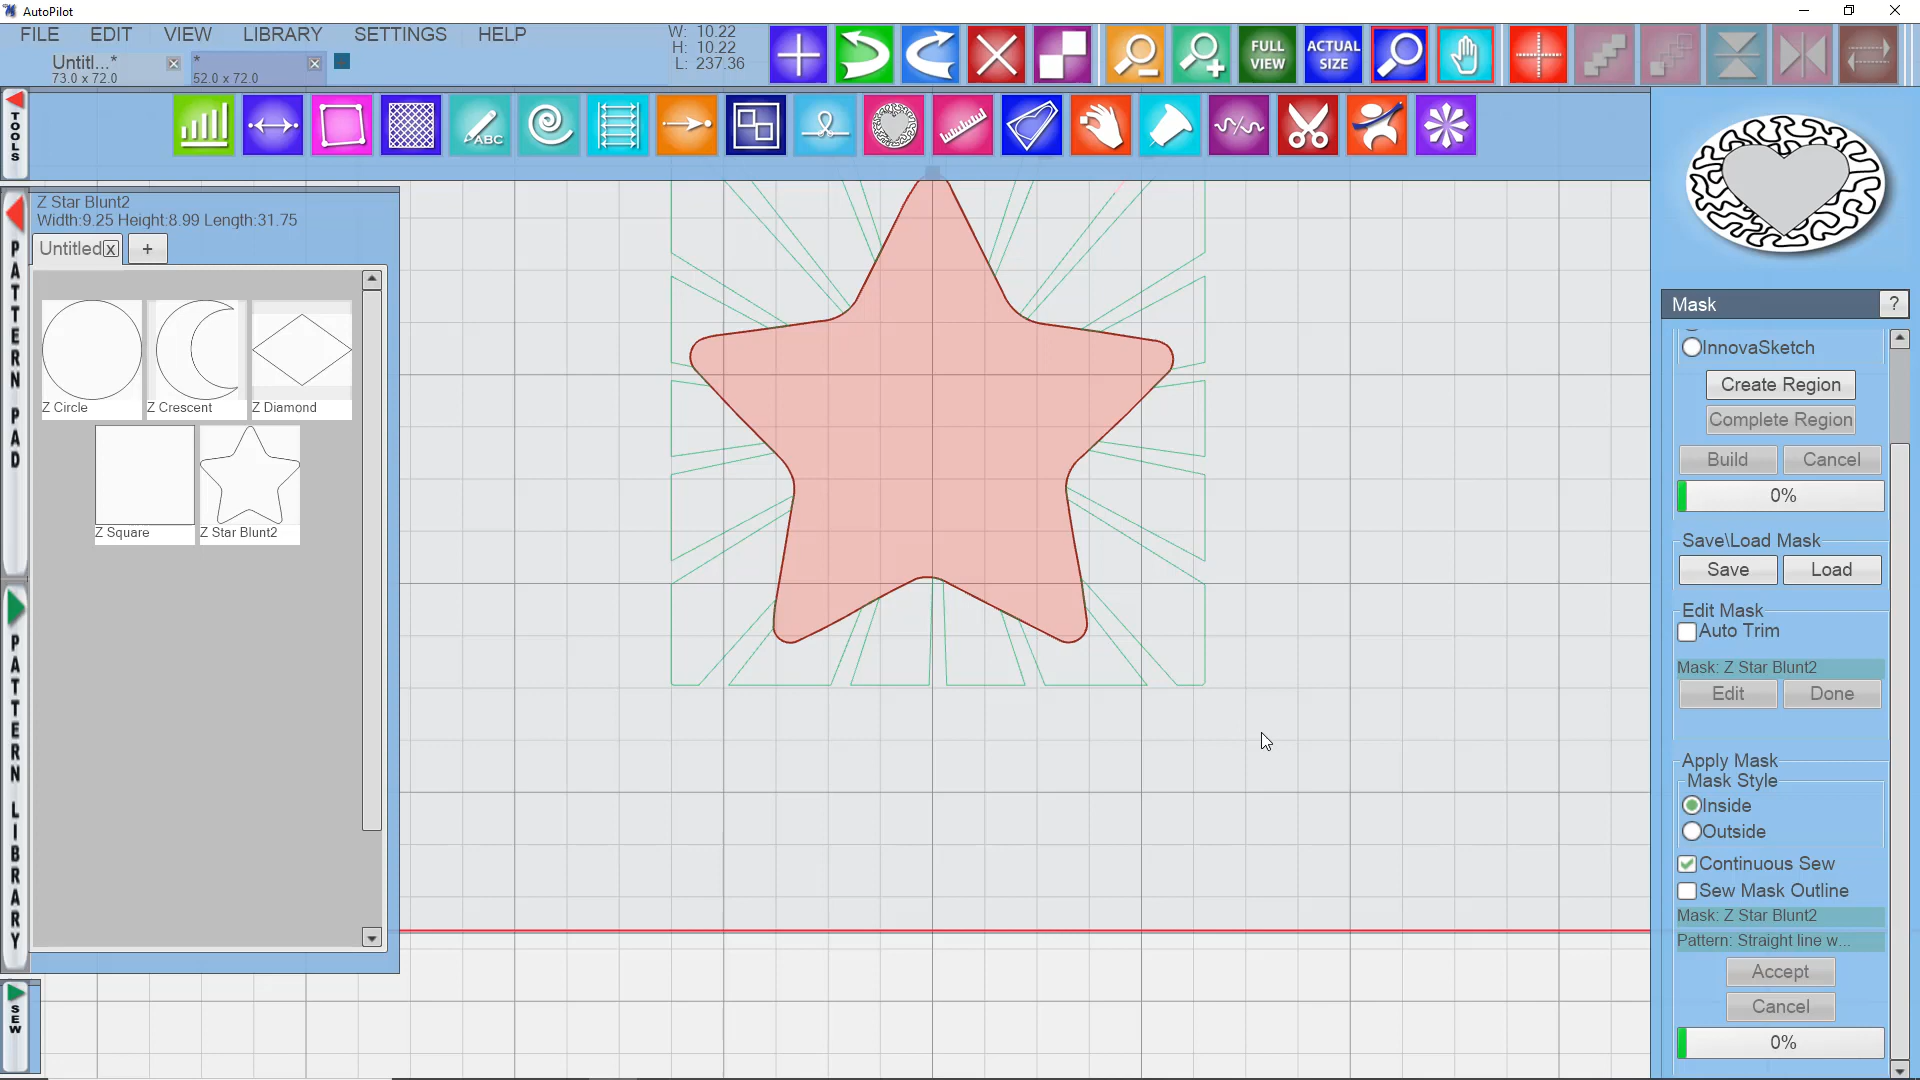 AutoPilot
FILE EDIT VIEW LIBRARY SETTINGS HELP
W: 10.22
H: 10.22
L: 237.36
Untitl...*
73.0 x 72.0
*
52.0 x 72.0
FULL VIEW
ACTUAL SIZE
TOOLS
ABC
Z Star Blunt2
Width:9.25 Height:8.99 Length:31.75
Untitled
X
+
PATTERN PAD
Z Circle
Z Crescent
Z Diamond
Z Square
Z Star Blunt2
PATTERN LIBRARY
SEW
Mask
?
InnovaSketch
Create Region
Complete Region
Build
Cancel
0%
Save\Load Mask
Save
Load
Edit Mask
Auto Trim
Mask: Z Star Blunt2
Edit
Done
Apply Mask
Mask Style
Inside
Outside
Continuous Sew
Sew Mask Outline
Mask: Z Star Blunt2
Pattern: Straight line w...
Accept
Cancel
0%